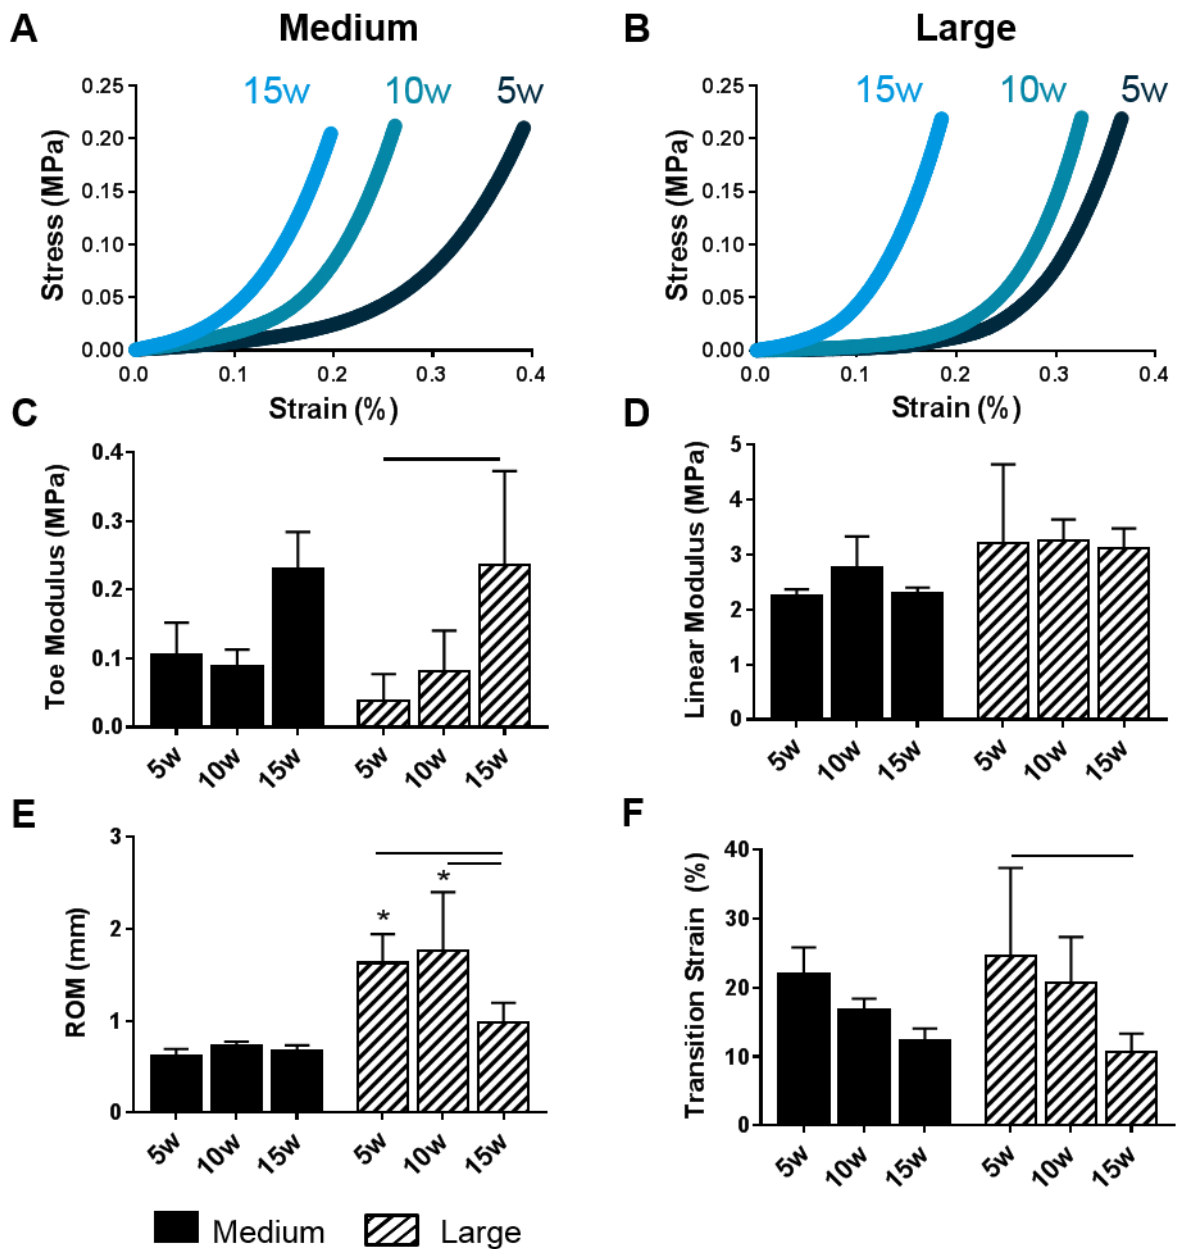 A
Medium
B
Large
15w
10w
5w
15w
10w
5w
0.25
0.20
0.15
0.10
0.05
0.00
Stress (MPa)
0.0
0.1
0.2
0.3
0.4
Strain (%)
0.25
0.20
0.15
0.10
0.05
0.00
Stress (MPa)
0.0
0.1
0.2
0.3
0.4
Strain (%)
C
0.4
0.3
0.2
0.1
0.0
Toe Modulus (MPa)
5w
10w
15w
5w
10w
15w
D
5
4
3
2
1
0
Linear Modulus (MPa)
5w
10w
15w
5w
10w
15w
E
3
2
1
0
ROM (mm)
*
*
5w
10w
15w
5w
10w
15w
F
40
30
20
10
0
Transition Strain (%)
5w
10w
15w
5w
10w
15w
Medium
Large